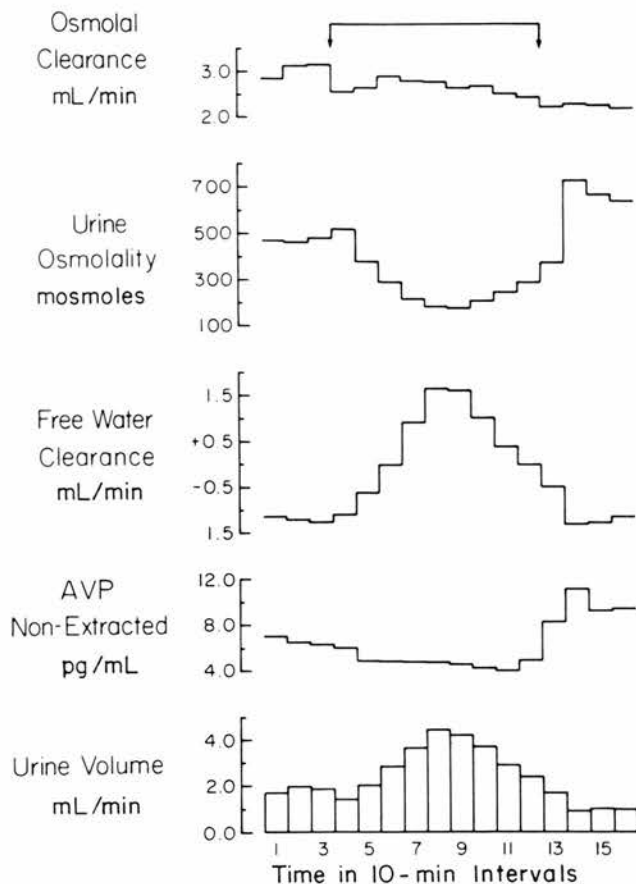 Osmolal
Clearance
mL/min
3.0
2.0
Urine
Osmolality
mosmoles
700
500
300
100
Free Water
Clearance
mL/min
1.5
+0.5
-0.5
1.5
AVP
Non-Extracted
pg/mL
12.0
8.0
4.0
Urine Volume
mL/min
4.0
2.0
0.0
1 3 5 7 9 11 13 15
Time in 10-min Intervals